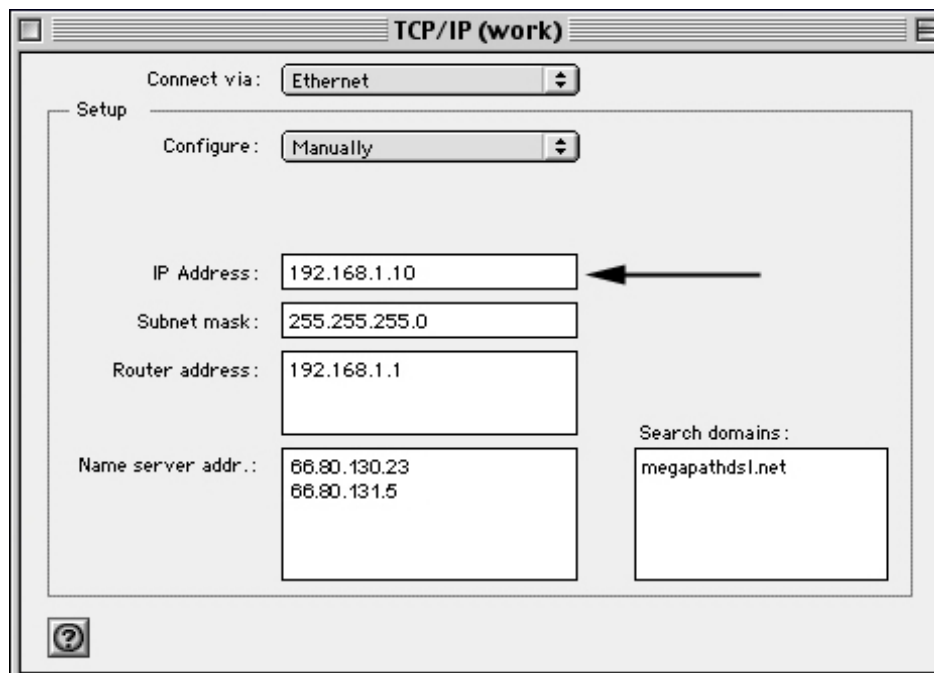 TCP/IP (work)
Connect via: Ethernet
Setup
Configure: Manually
IP Address: 192.168.1.10
Subnet mask: 255.255.255.0
Router address: 192.168.1.1
Search domains:
Name server addr.: 66.80.130.23
66.80.131.5
megapathdsl.net
?